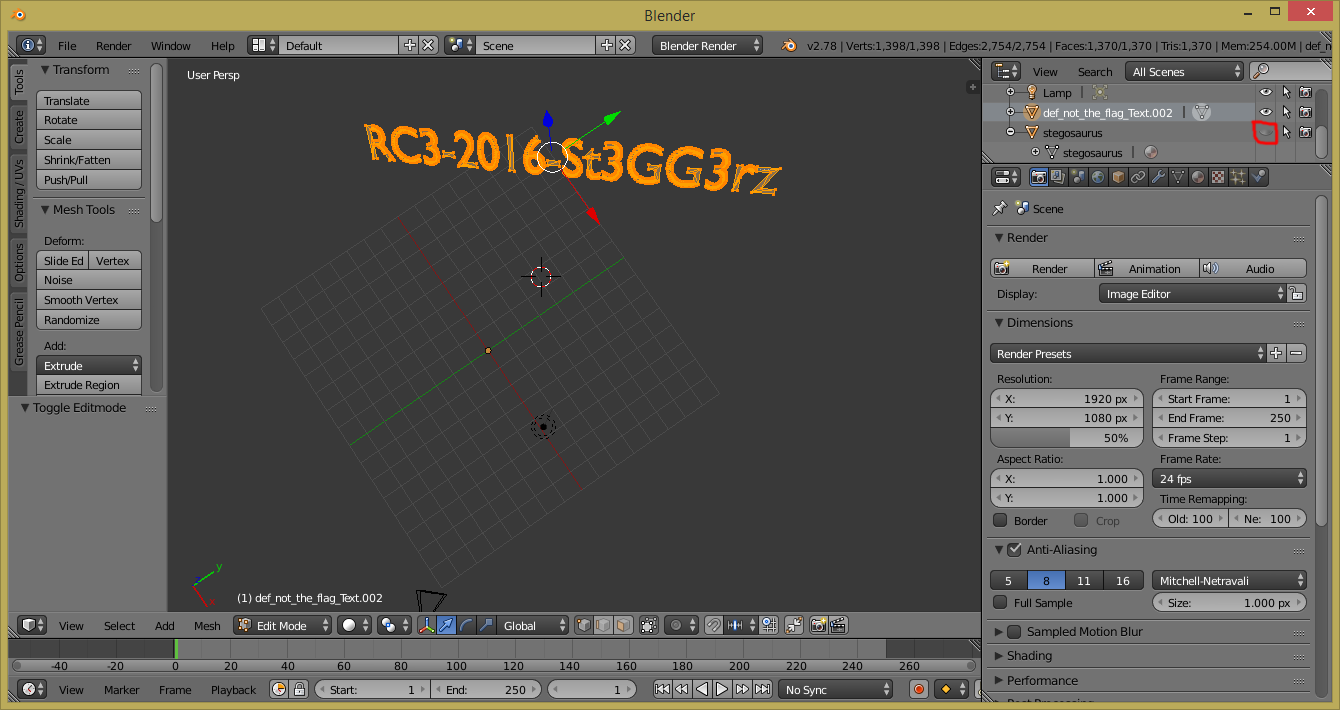 Blender
File Render Window Help Default Scene Blender Render v2.78 | Verts:1,398/1,398 | Edges:2,754/2,754 | Faces:1,370/1,370 | Tris:1,370 | Mem:254.00M | def_n
Tools
Create
Shading / UVs
Options
Grease Pencil
Transform
Translate
Rotate
Scale
Shrink/Fatten
Push/Pull
Mesh Tools
Deform:
Slide Ed Vertex
Noise
Smooth Vertex
Randomize
Add:
Extrude
Extrude Region
Toggle Editmode
User Persp
RC3-2016-St3GG3rz
y
x
(1) def_not_the_flag_Text.002
View Select Add Mesh Edit Mode Global
-40 -20 0 20 40 60 80 100 120 140 160 180 200 220 240 260
View Marker Frame Playback Start: 1 End: 250 1 No Sync
View Search All Scenes
Lamp
def_not_the_flag_Text.002
stegosaurus
stegosaurus
Scene
Render
Render Animation Audio
Display: Image Editor
Dimensions
Render Presets
Resolution: Frame Range:
X: 1920 px Start Frame: 1
Y: 1080 px End Frame: 250
50% Frame Step: 1
Aspect Ratio: Frame Rate:
X: 1.000 24 fps
Y: 1.000 Time Remapping:
Border Crop Old: 100 Ne: 100
Anti-Aliasing
5 8 11 16 Mitchell-Netravali
Full Sample Size: 1.000 px
Sampled Motion Blur
Shading
Performance